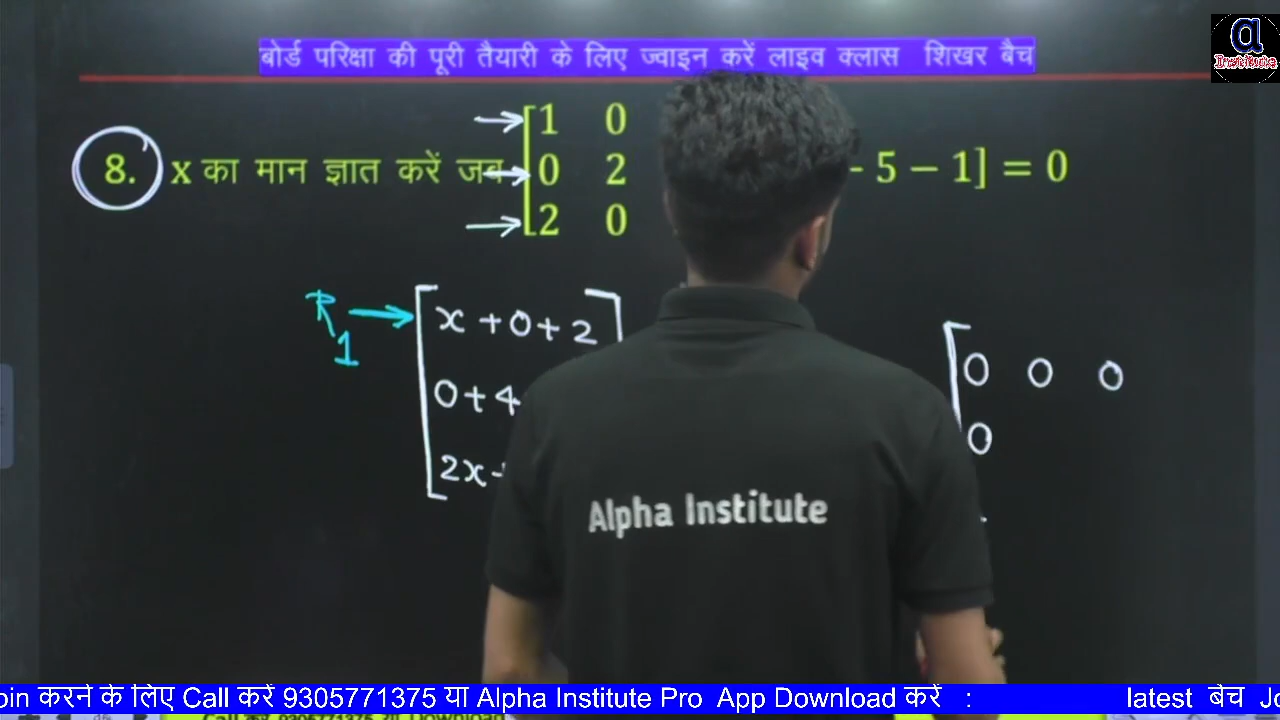 बोर्ड परिक्षा की पूरी तैयारी के लिए ज्वाइन करें लाइव क्लास शिखर बैच
α
Institute
8. x का मान ज्ञात करें जब [1 0
0 2
2 0
- 5 − 1] = 0
R1 → [x + 0 + 2]
0 + 4
2x
[0 0 0
0
Alpha Institute
करने के लिए Call करें 9305771375 या Alpha Institute Pro App Download करें :
latest बैच